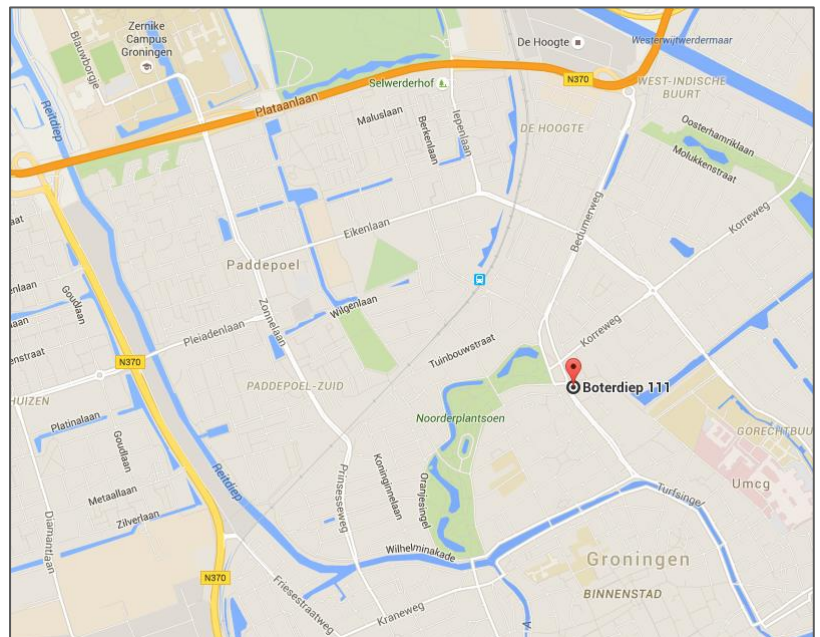 Zernike
Campus
Groningen
Blauwborgje
De Hoogte
Westerwijtwerdermaar
N370
WEST-INDISCHE
BUURT
Selwerderhof
Plataanlaan
Reitdiep
Maluslaan
Berkenlaan
Iepenlaan
DE HOOGTE
Oosterhamriklaan
Molukkenstraat
Bedumerweg
Korreweg
Eikenlaan
aat
Paddepoel
enlaan
Goudlaan
laan
Zonnelaan
Wilgenlaan
Pleiadenlaan
Korreweg
enstraat
N370
Tuinbouwstraat
PADDEPOEL-ZUID
Boterdiep 111
HUIZEN
Platinalaan
Noorderplantsoen
GORECHTBUU
Goudlaan
Reitdiep
Prinsesseweg
Koninginnelaan
Oranjesingel
Umcg
Turfsingel
Metaallaan
Zilverlaan
Diamantlaan
Wilhelminakade
Groningen
N370
Friesestraatweg
Kraneweg
BINNENSTAD
A